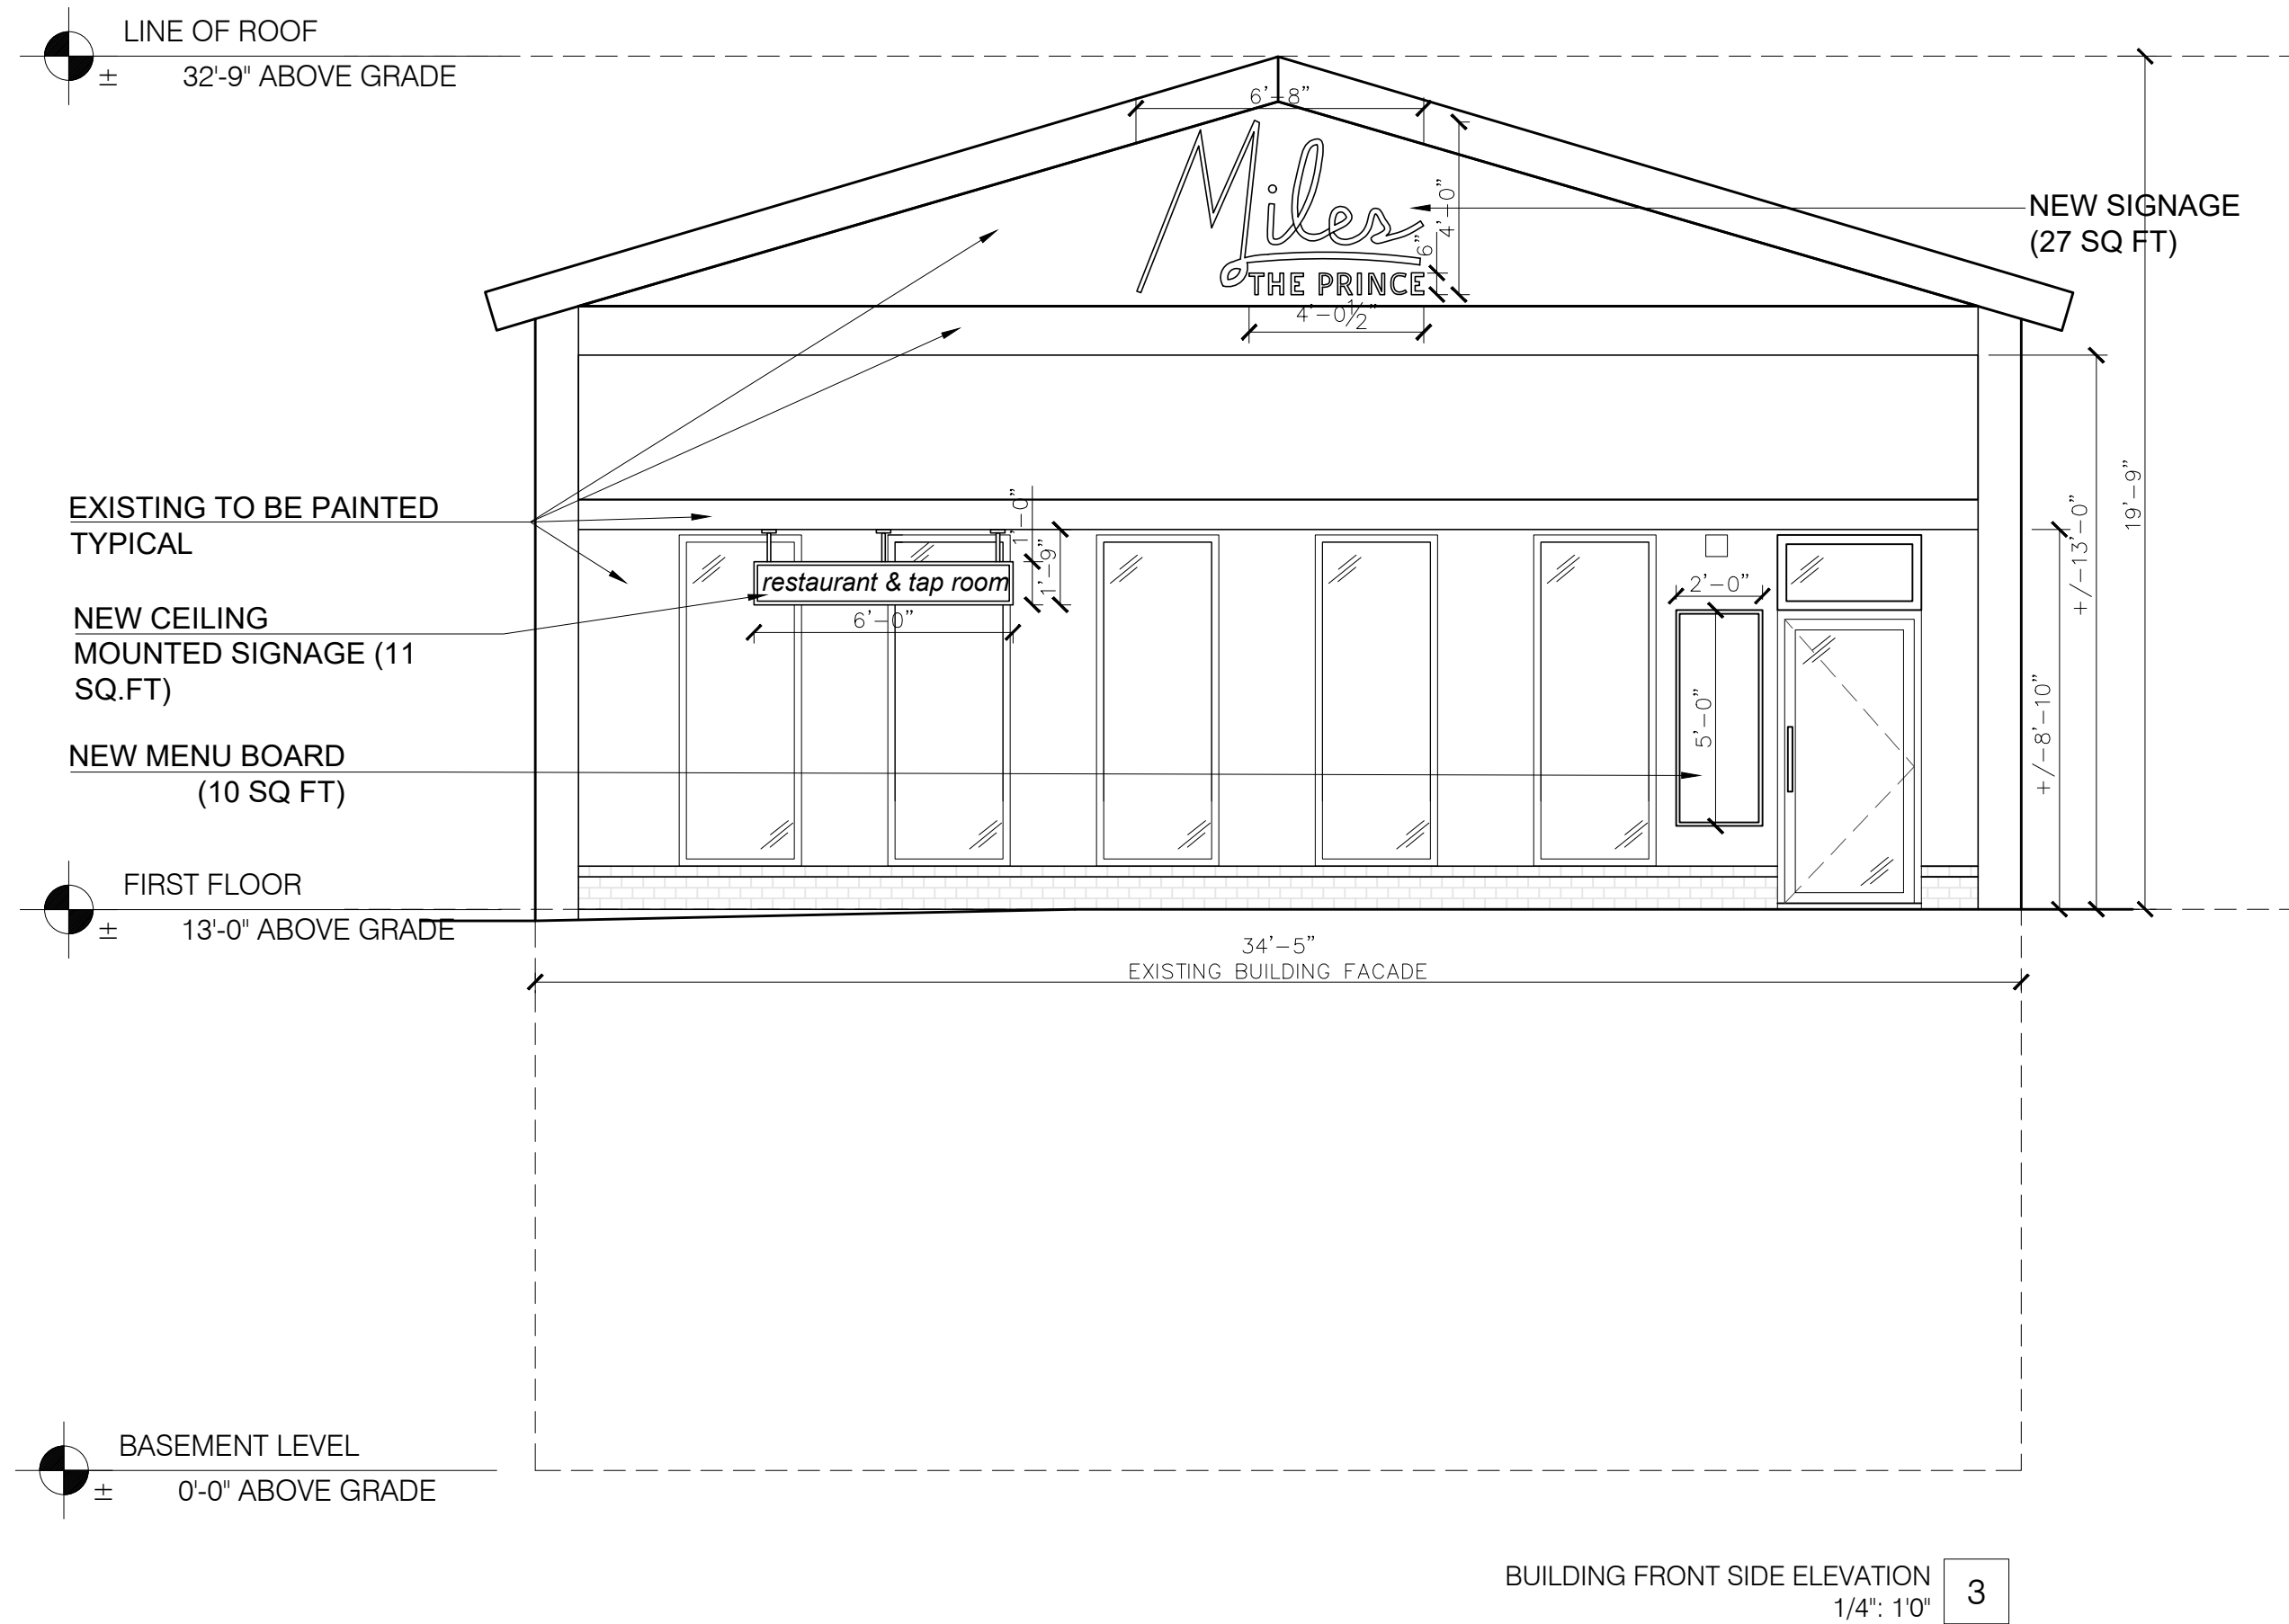 LINE OF ROOF
± 32'-9" ABOVE GRADE
6'-8"
Miles
THE PRINCE
4'-0"
6"
4'-0½"
NEW SIGNAGE
(27 SQ FT)
EXISTING TO BE PAINTED
TYPICAL
1'-0"
1'-9"
restaurant & tap room
6'-0"
2'-0"
5'-0"
19'-9"
+/-13'-0"
+/-8'-10"
NEW CEILING
MOUNTED SIGNAGE (11
SQ.FT)
NEW MENU BOARD
(10 SQ FT)
FIRST FLOOR
± 13'-0" ABOVE GRADE
34'-5"
EXISTING BUILDING FACADE
BASEMENT LEVEL
± 0'-0" ABOVE GRADE
BUILDING FRONT SIDE ELEVATION
1/4": 1'0"
3